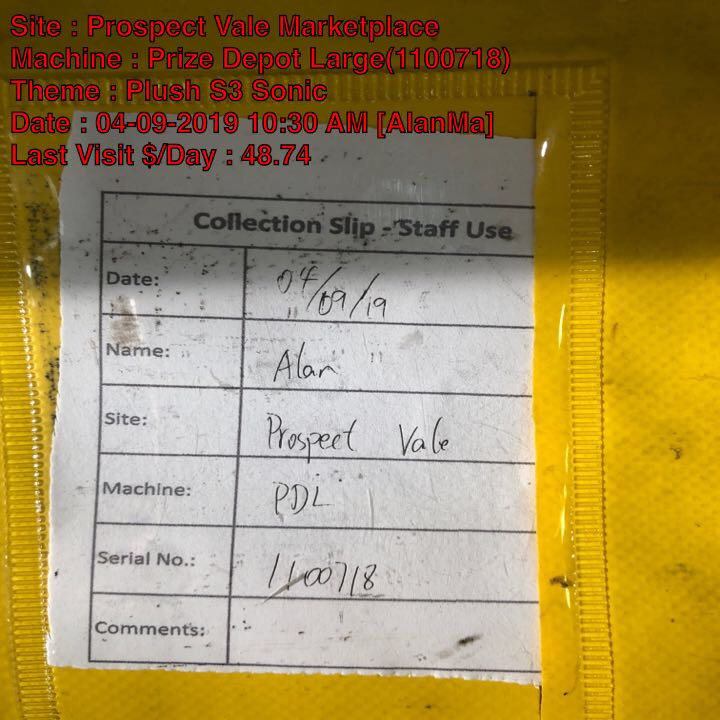 Site : Prospect Vale Marketplace
Machine : Prize Depot Large(1100718)
Theme : Plush S3 Sonic
Date : 04-09-2019 10:30 AM [AlanMa]
Last Visit $/Day : 48.74
Collection Slip - Staff Use
Date: 04/09/19
Name: Alan
Site: Prospect Vale
Machine: PDL
Serial No.: 1100718
Comments: